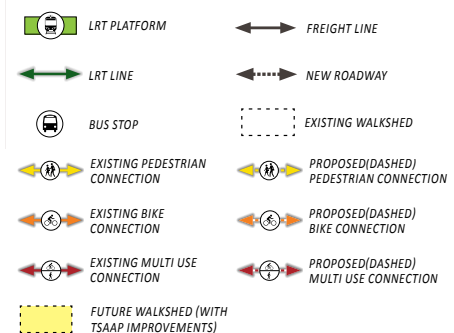 LRT PLATFORM
FREIGHT LINE
LRT LINE
NEW ROADWAY
BUS STOP
EXISTING WALKSHED
EXISTING PEDESTRIAN
CONNECTION
PROPOSED(DASHED)
PEDESTRIAN CONNECTION
EXISTING BIKE
CONNECTION
PROPOSED(DASHED)
BIKE CONNECTION
EXISTING MULTI USE
CONNECTION
PROPOSED(DASHED)
MULTI USE CONNECTION
FUTURE WALKSHED (WITH
TSAAP IMPROVEMENTS)